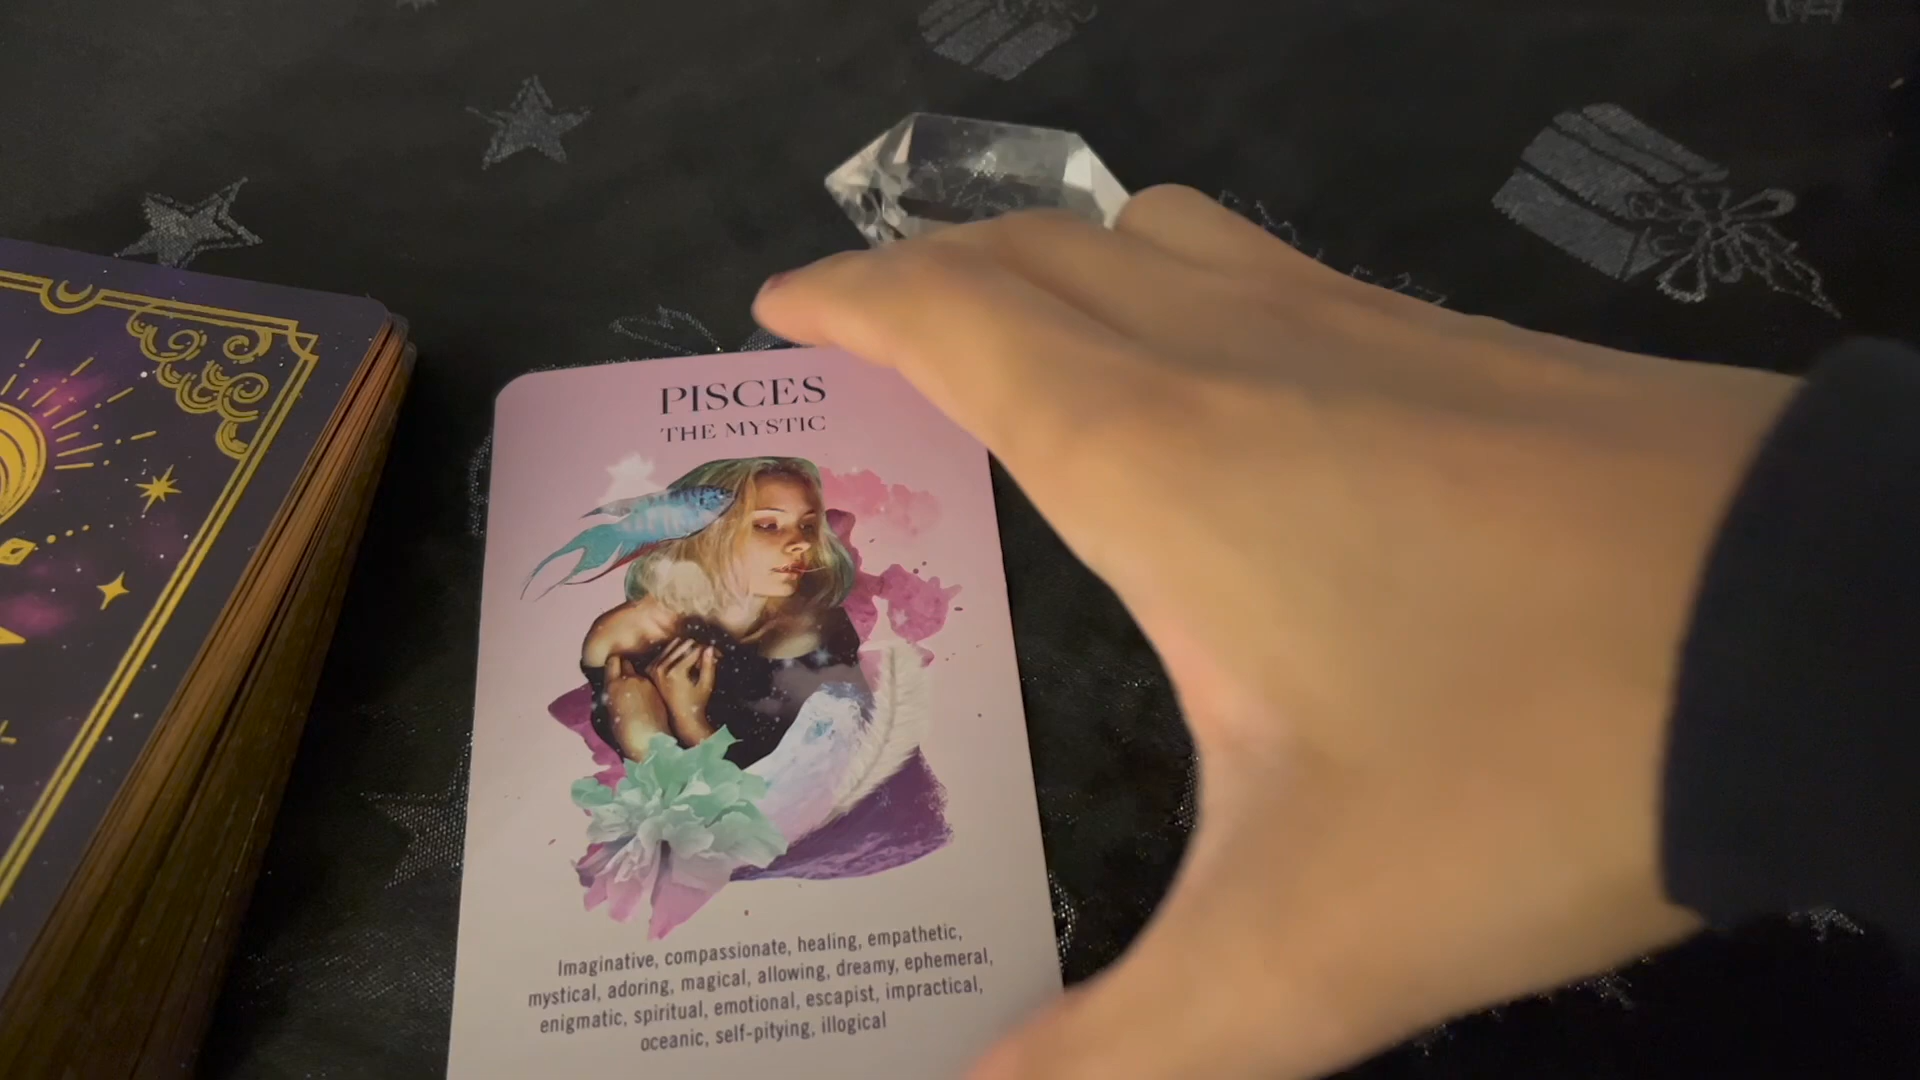 PISCES
THE MYSTIC
Imaginative, compassionate, healing, empathetic,
mystical, adoring, magical, allowing, dreamy, ephemeral,
enigmatic, spiritual, emotional, escapist, impractical,
oceanic, self-pitying, illogical